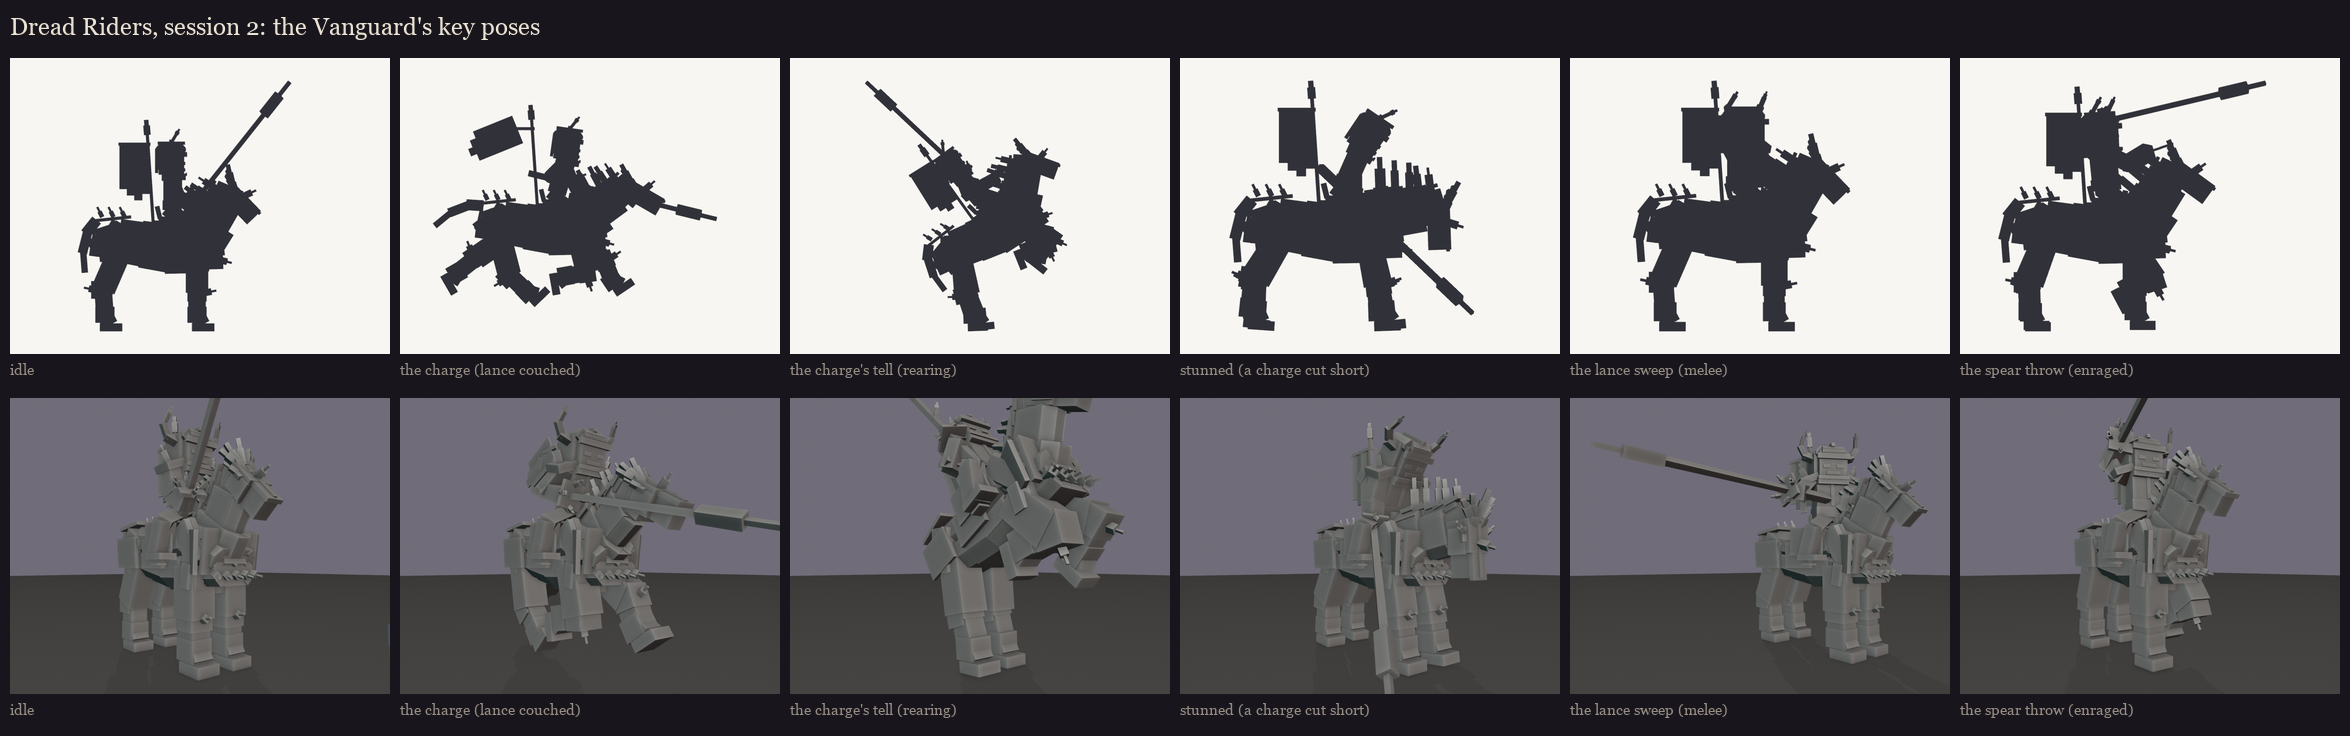 Dread Riders, session 2: the Vanguard's key poses
idle
the charge (lance couched)
the charge's tell (rearing)
stunned (a charge cut short)
the lance sweep (melee)
the spear throw (enraged)
idle
the charge (lance couched)
the charge's tell (rearing)
stunned (a charge cut short)
the lance sweep (melee)
the spear throw (enraged)